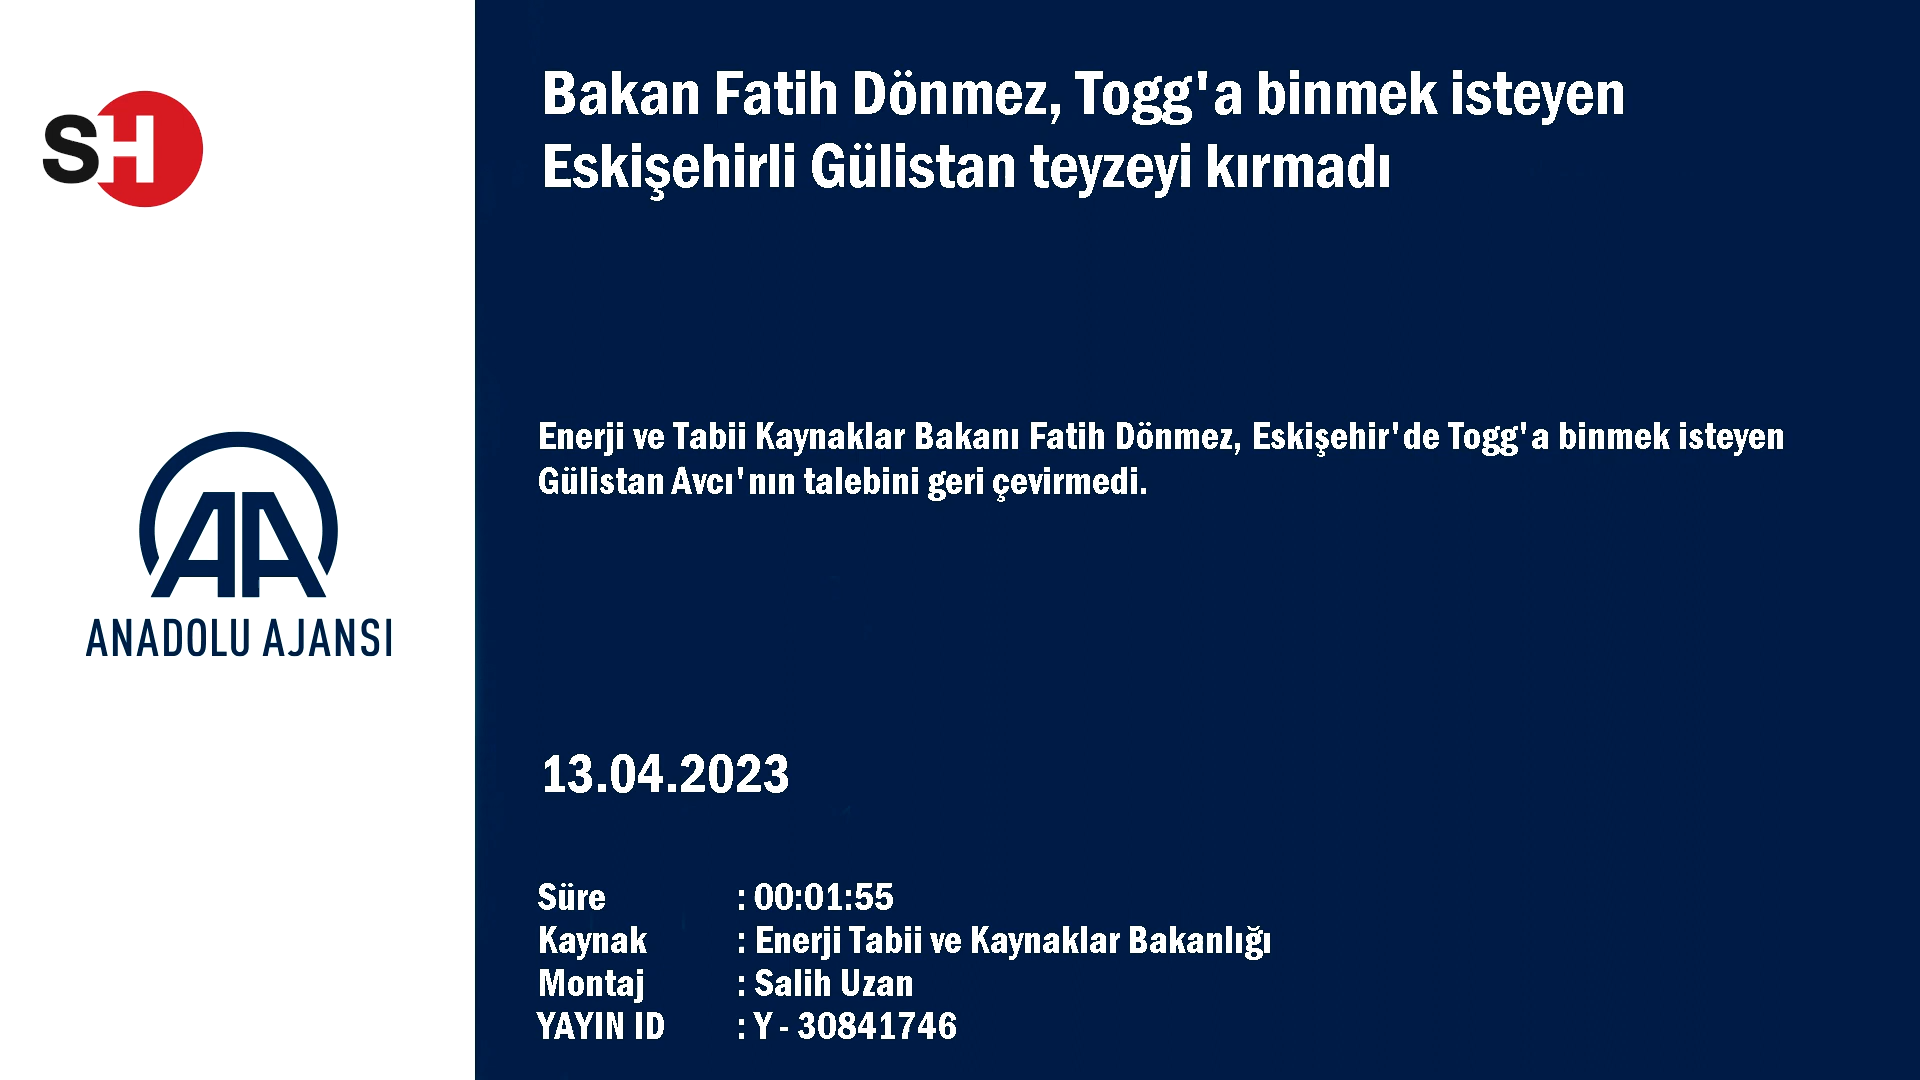 SH
Bakan Fatih Dönmez, Togg'a binmek isteyen
Eskişehirli Gülistan teyzeyi kırmadı
Enerji ve Tabii Kaynaklar Bakanı Fatih Dönmez, Eskişehir'de Togg'a binmek isteyen
Gülistan Avcı'nın talebini geri çevirmedi.
AA
ANADOLU AJANSI
13.04.2023
Süre : 00:01:55
Kaynak : Enerji Tabii ve Kaynaklar Bakanlığı
Montaj : Salih Uzan
YAYIN ID : Y - 30841746